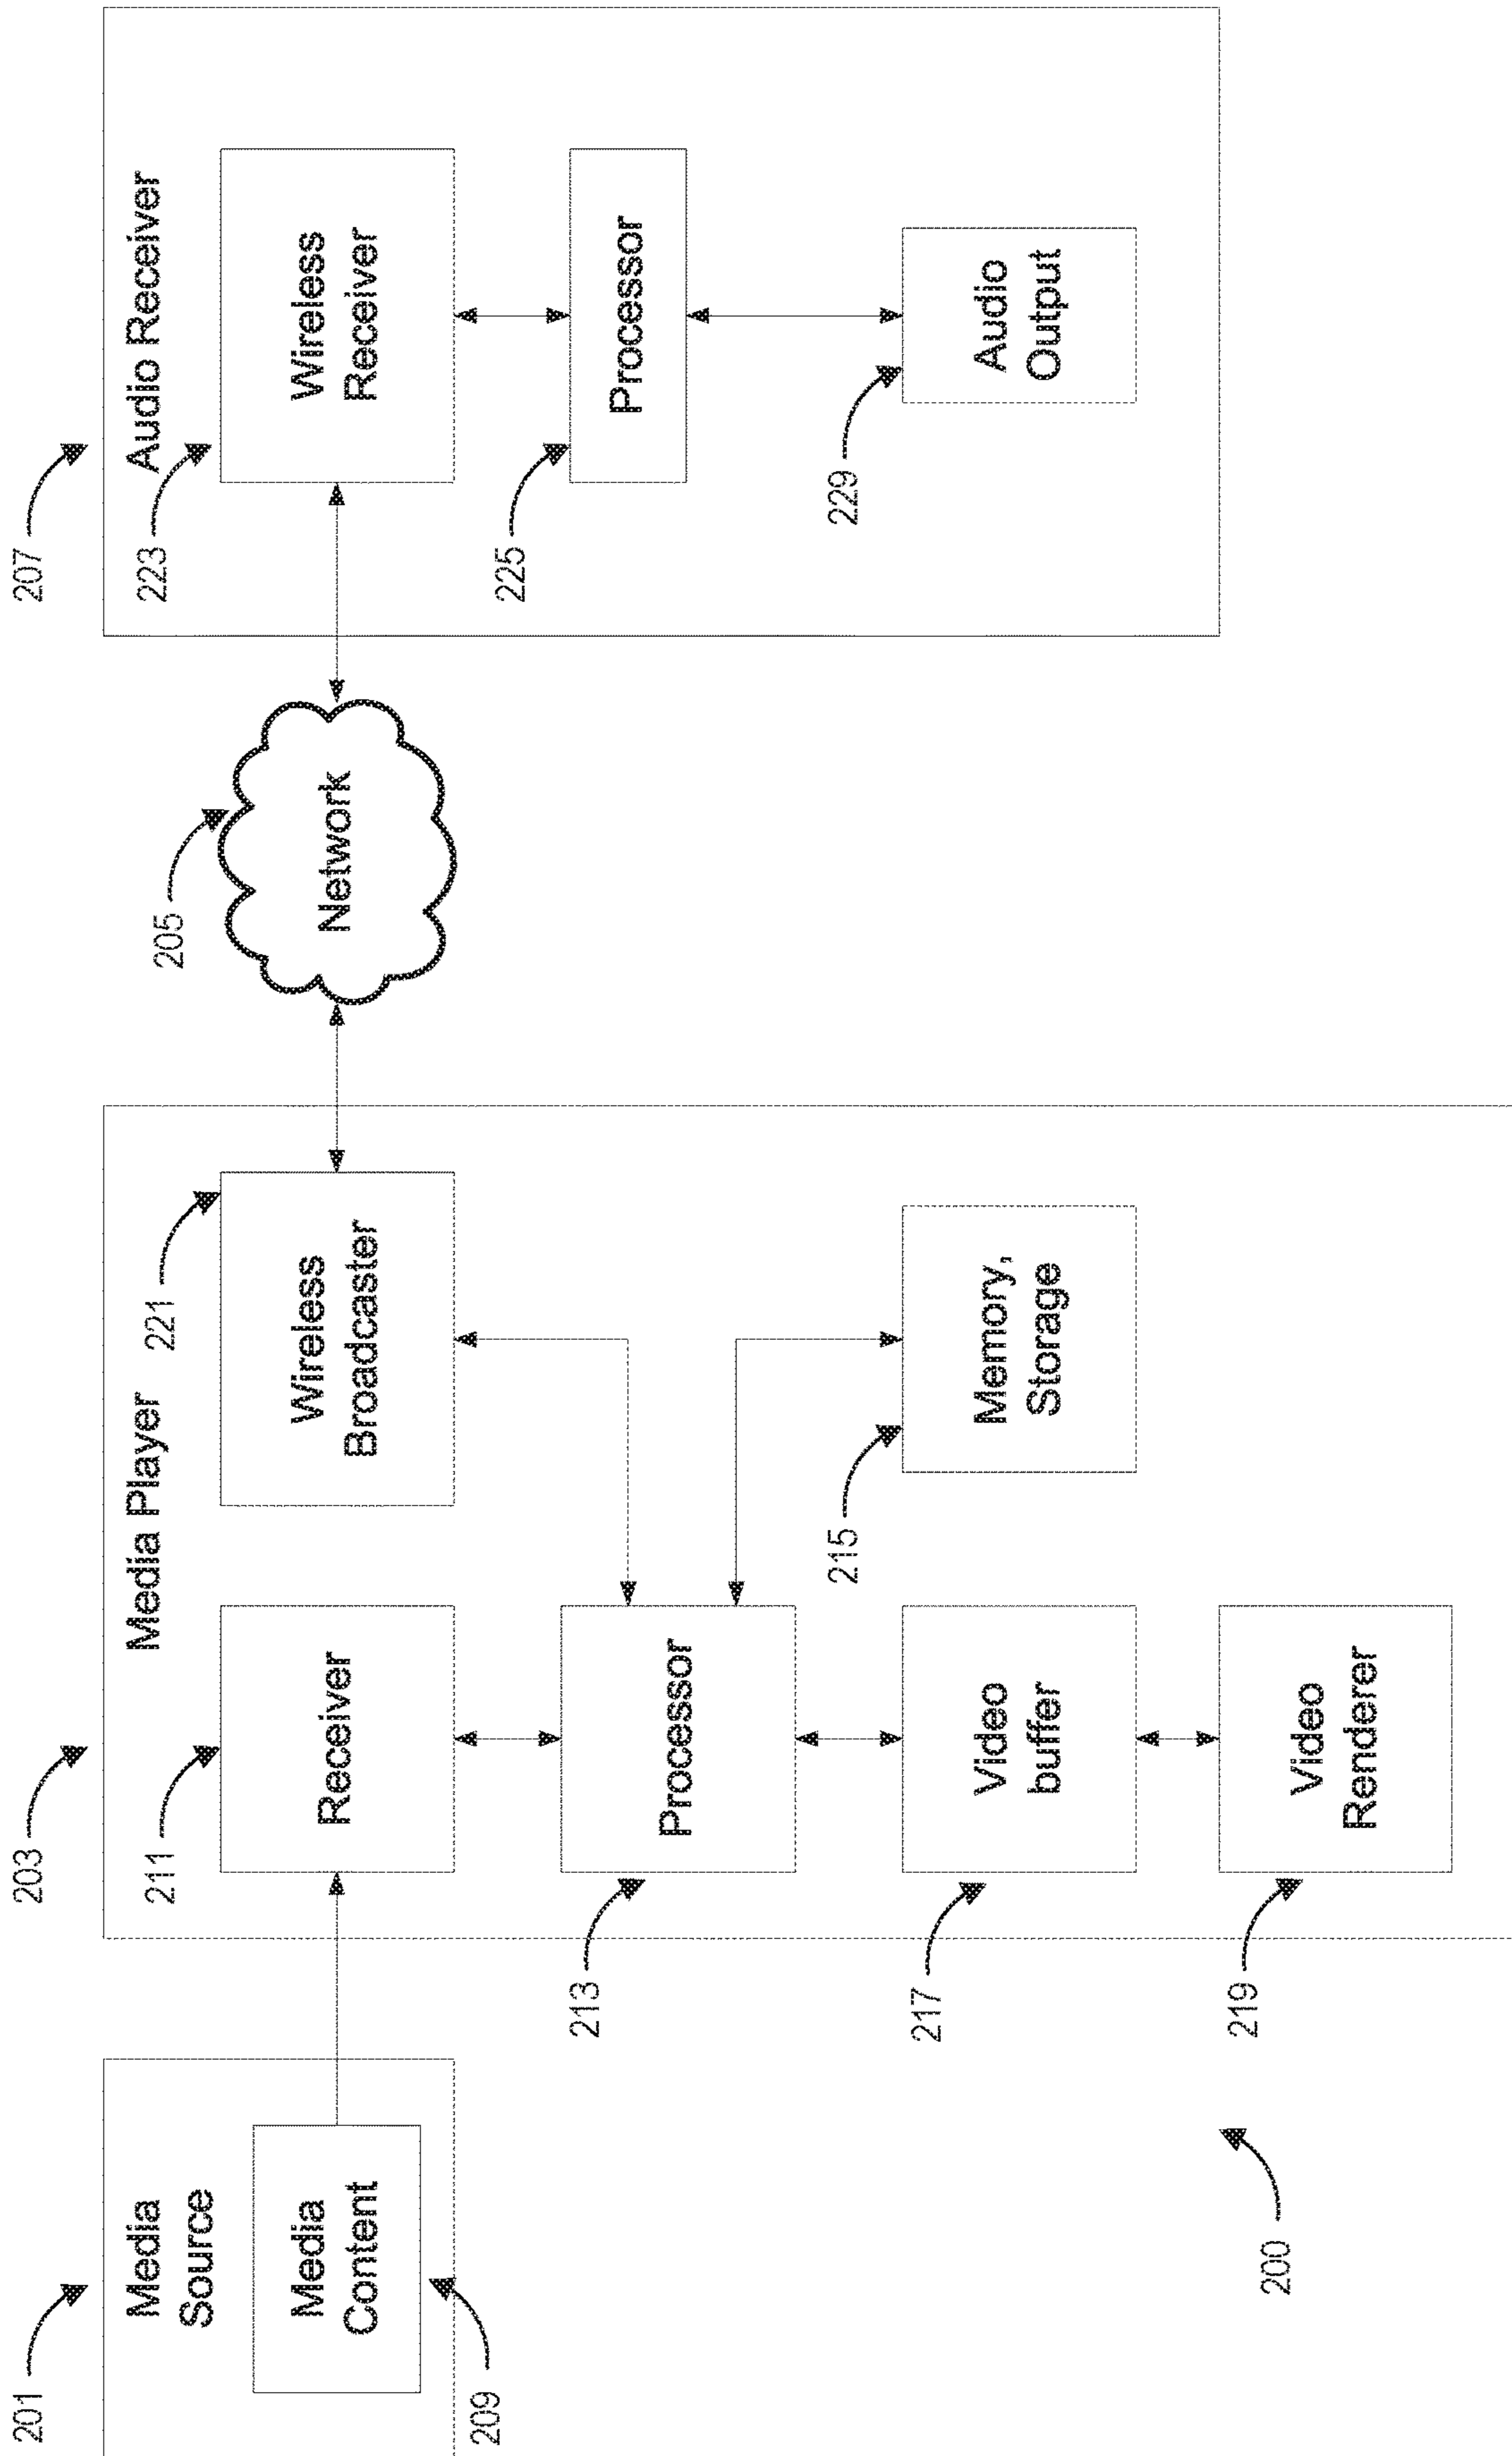 201
Media
Source
Media
Content
209
203
Media Player
211
Receiver
221
Wireless
Broadcaster
213
Processor
217
Video
buffer
215
Memory,
Storage
219
Video
Renderer
205
Network
207
Audio Receiver
223
Wireless
Receiver
225
Processor
229
Audio
Output
200